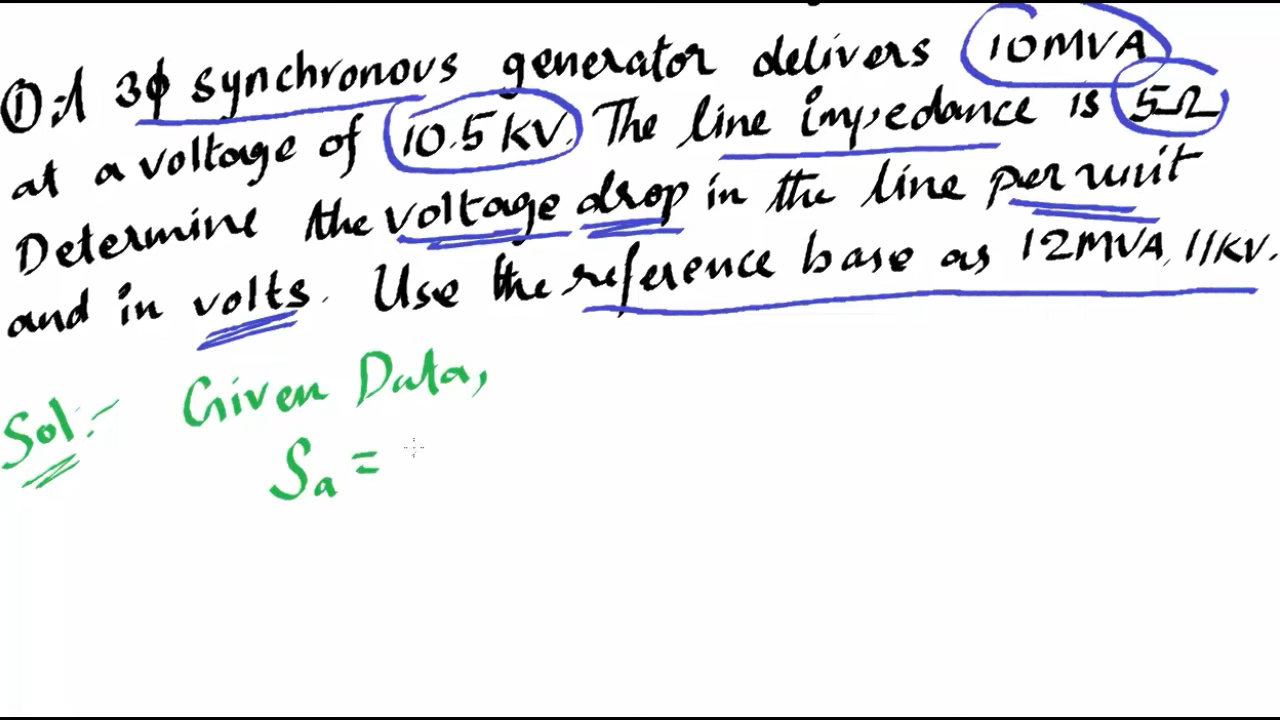 ① :- A 3ϕ synchronous generator delivers 10MVA
at a voltage of 10.5 KV. The line impedance is 5Ω
Determine the voltage drop in the line per unit
and in volts. Use the reference base as 12MVA, 11KV.
Sol:- Given Data,
Sa =